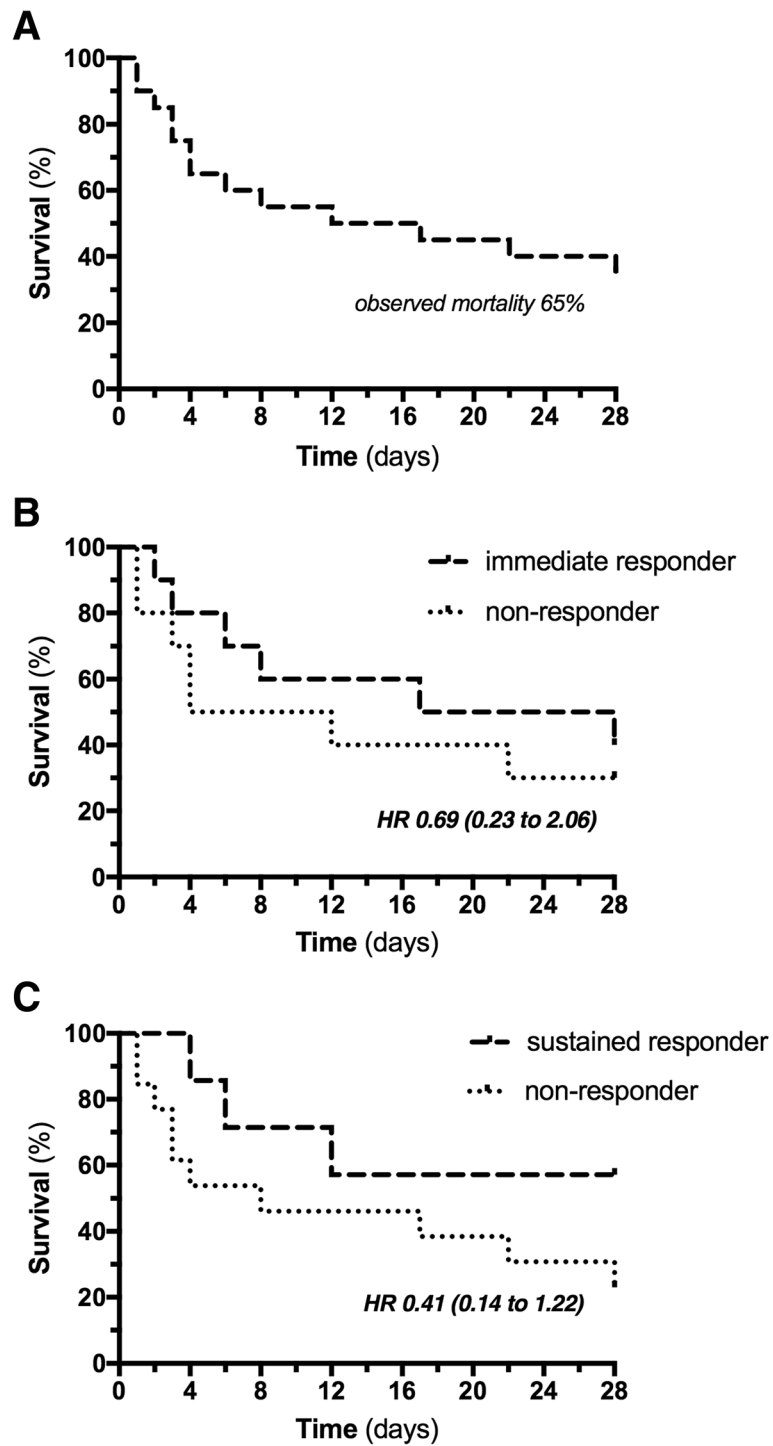 A
100
80
60
40
20
0
Survival (%)
observed mortality 65%
0 4 8 12 16 20 24 28
Time (days)
B
immediate responder
non-responder
100
80
60
40
20
0
Survival (%)
HR 0.69 (0.23 to 2.06)
0 4 8 12 16 20 24 28
Time (days)
C
sustained responder
non-responder
100
80
60
40
20
0
Survival (%)
HR 0.41 (0.14 to 1.22)
0 4 8 12 16 20 24 28
Time (days)